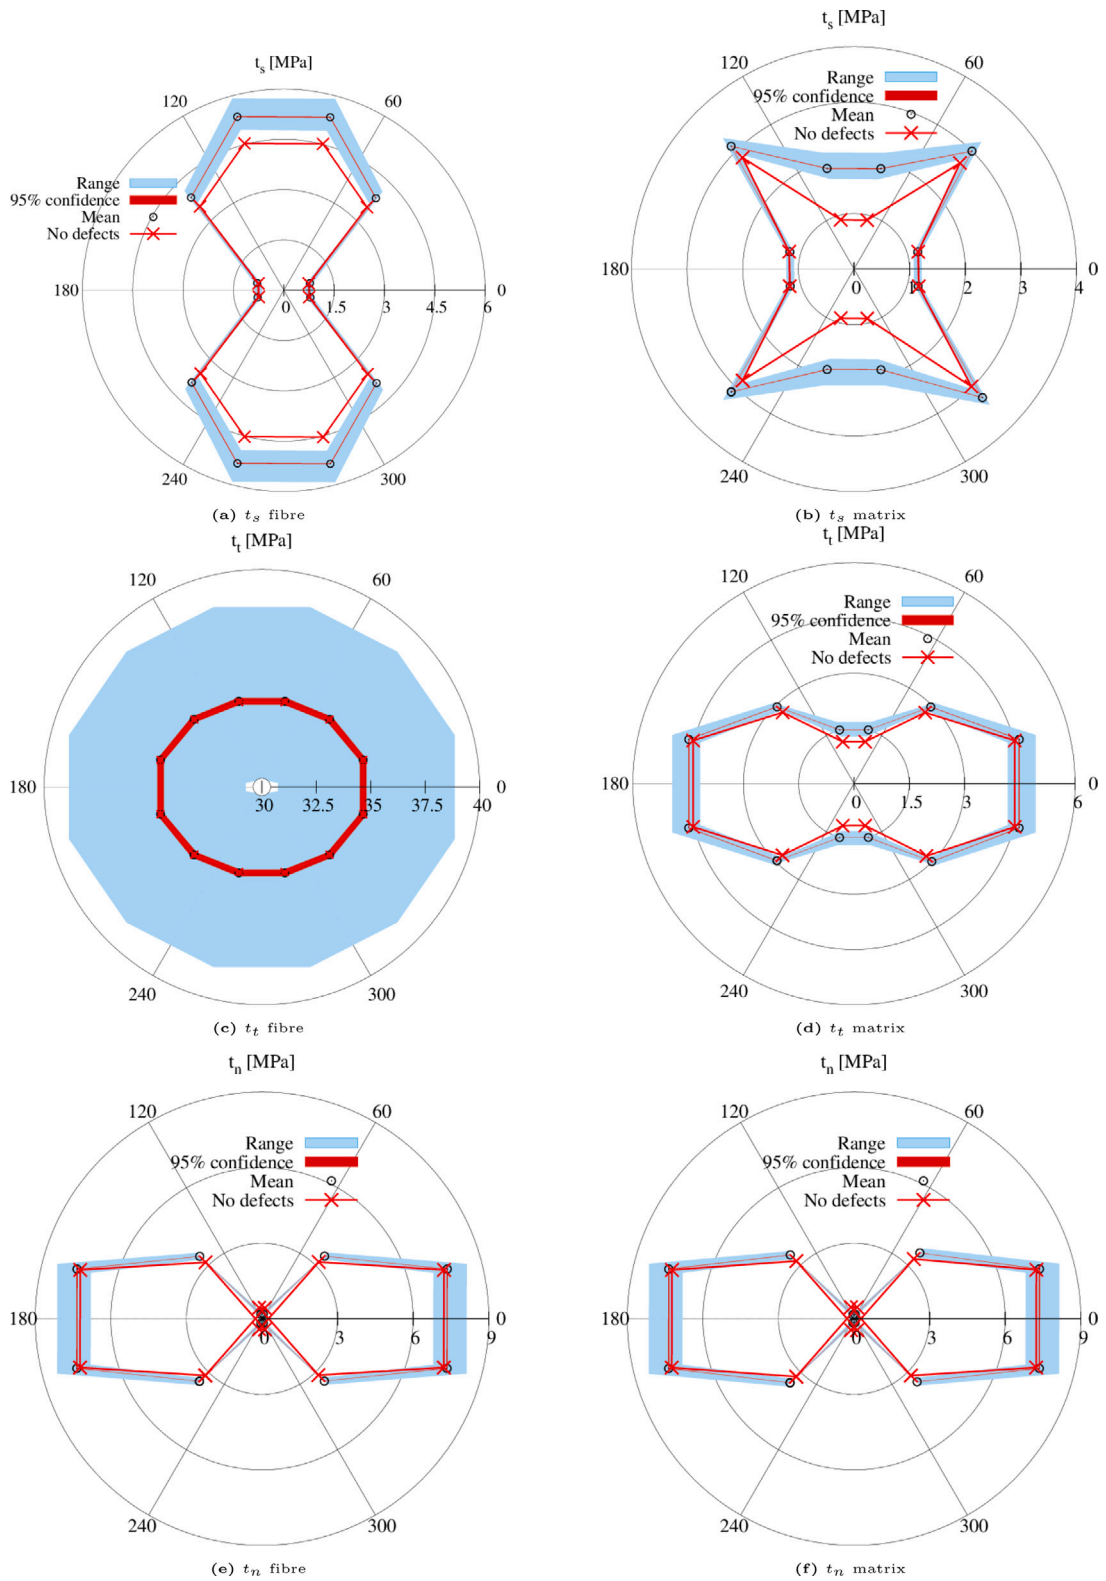 t_s [MPa]
120
60
Range
95% confidence
Mean
No defects
180
0
0
1.5
3
4.5
6
240
300
(a) t_s fibre
t_s [MPa]
120
60
Range
95% confidence
Mean
No defects
180
0
0
1
2
3
4
240
300
(b) t_s matrix
t_t [MPa]
120
60
180
0
30
32.5
35
37.5
40
240
300
(c) t_t fibre
t_t [MPa]
120
60
Range
95% confidence
Mean
No defects
180
0
0
1.5
3
6
240
300
(d) t_t matrix
t_n [MPa]
120
60
Range
95% confidence
Mean
No defects
180
0
0
3
6
9
240
300
(e) t_n fibre
t_n [MPa]
120
60
Range
95% confidence
Mean
No defects
180
0
0
3
6
9
240
300
(f) t_n matrix